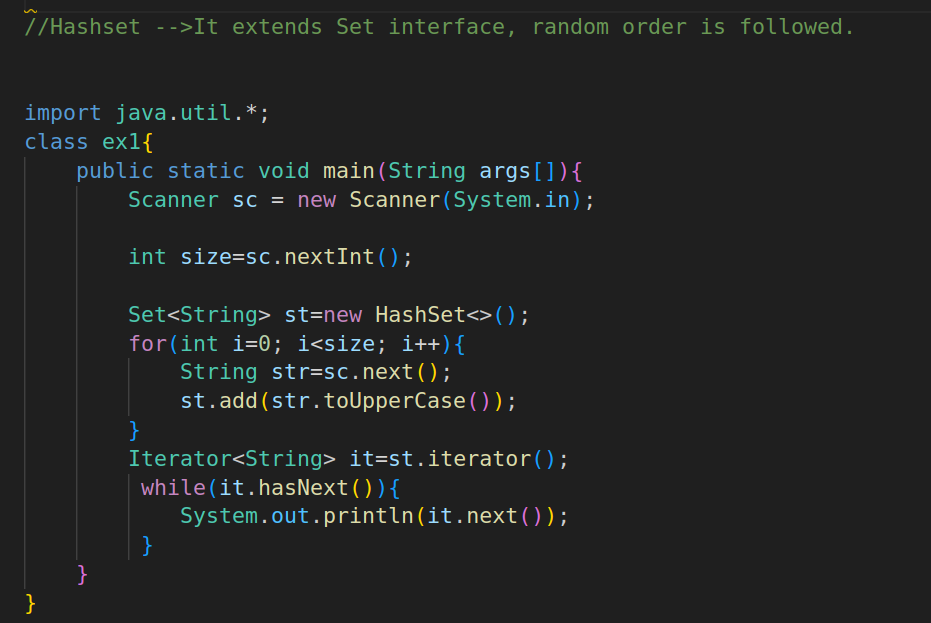 //Hashset -->It extends Set interface, random order is followed.
import java.util.*;
class ex1{
    public static void main(String args[]){
        Scanner sc = new Scanner(System.in);
        int size=sc.nextInt();
        Set<String> st=new HashSet<>();
        for(int i=0; i<size; i++){
            String str=sc.next();
            st.add(str.toUpperCase());
        }
        Iterator<String> it=st.iterator();
         while(it.hasNext()){
            System.out.println(it.next());
         }
    }
}